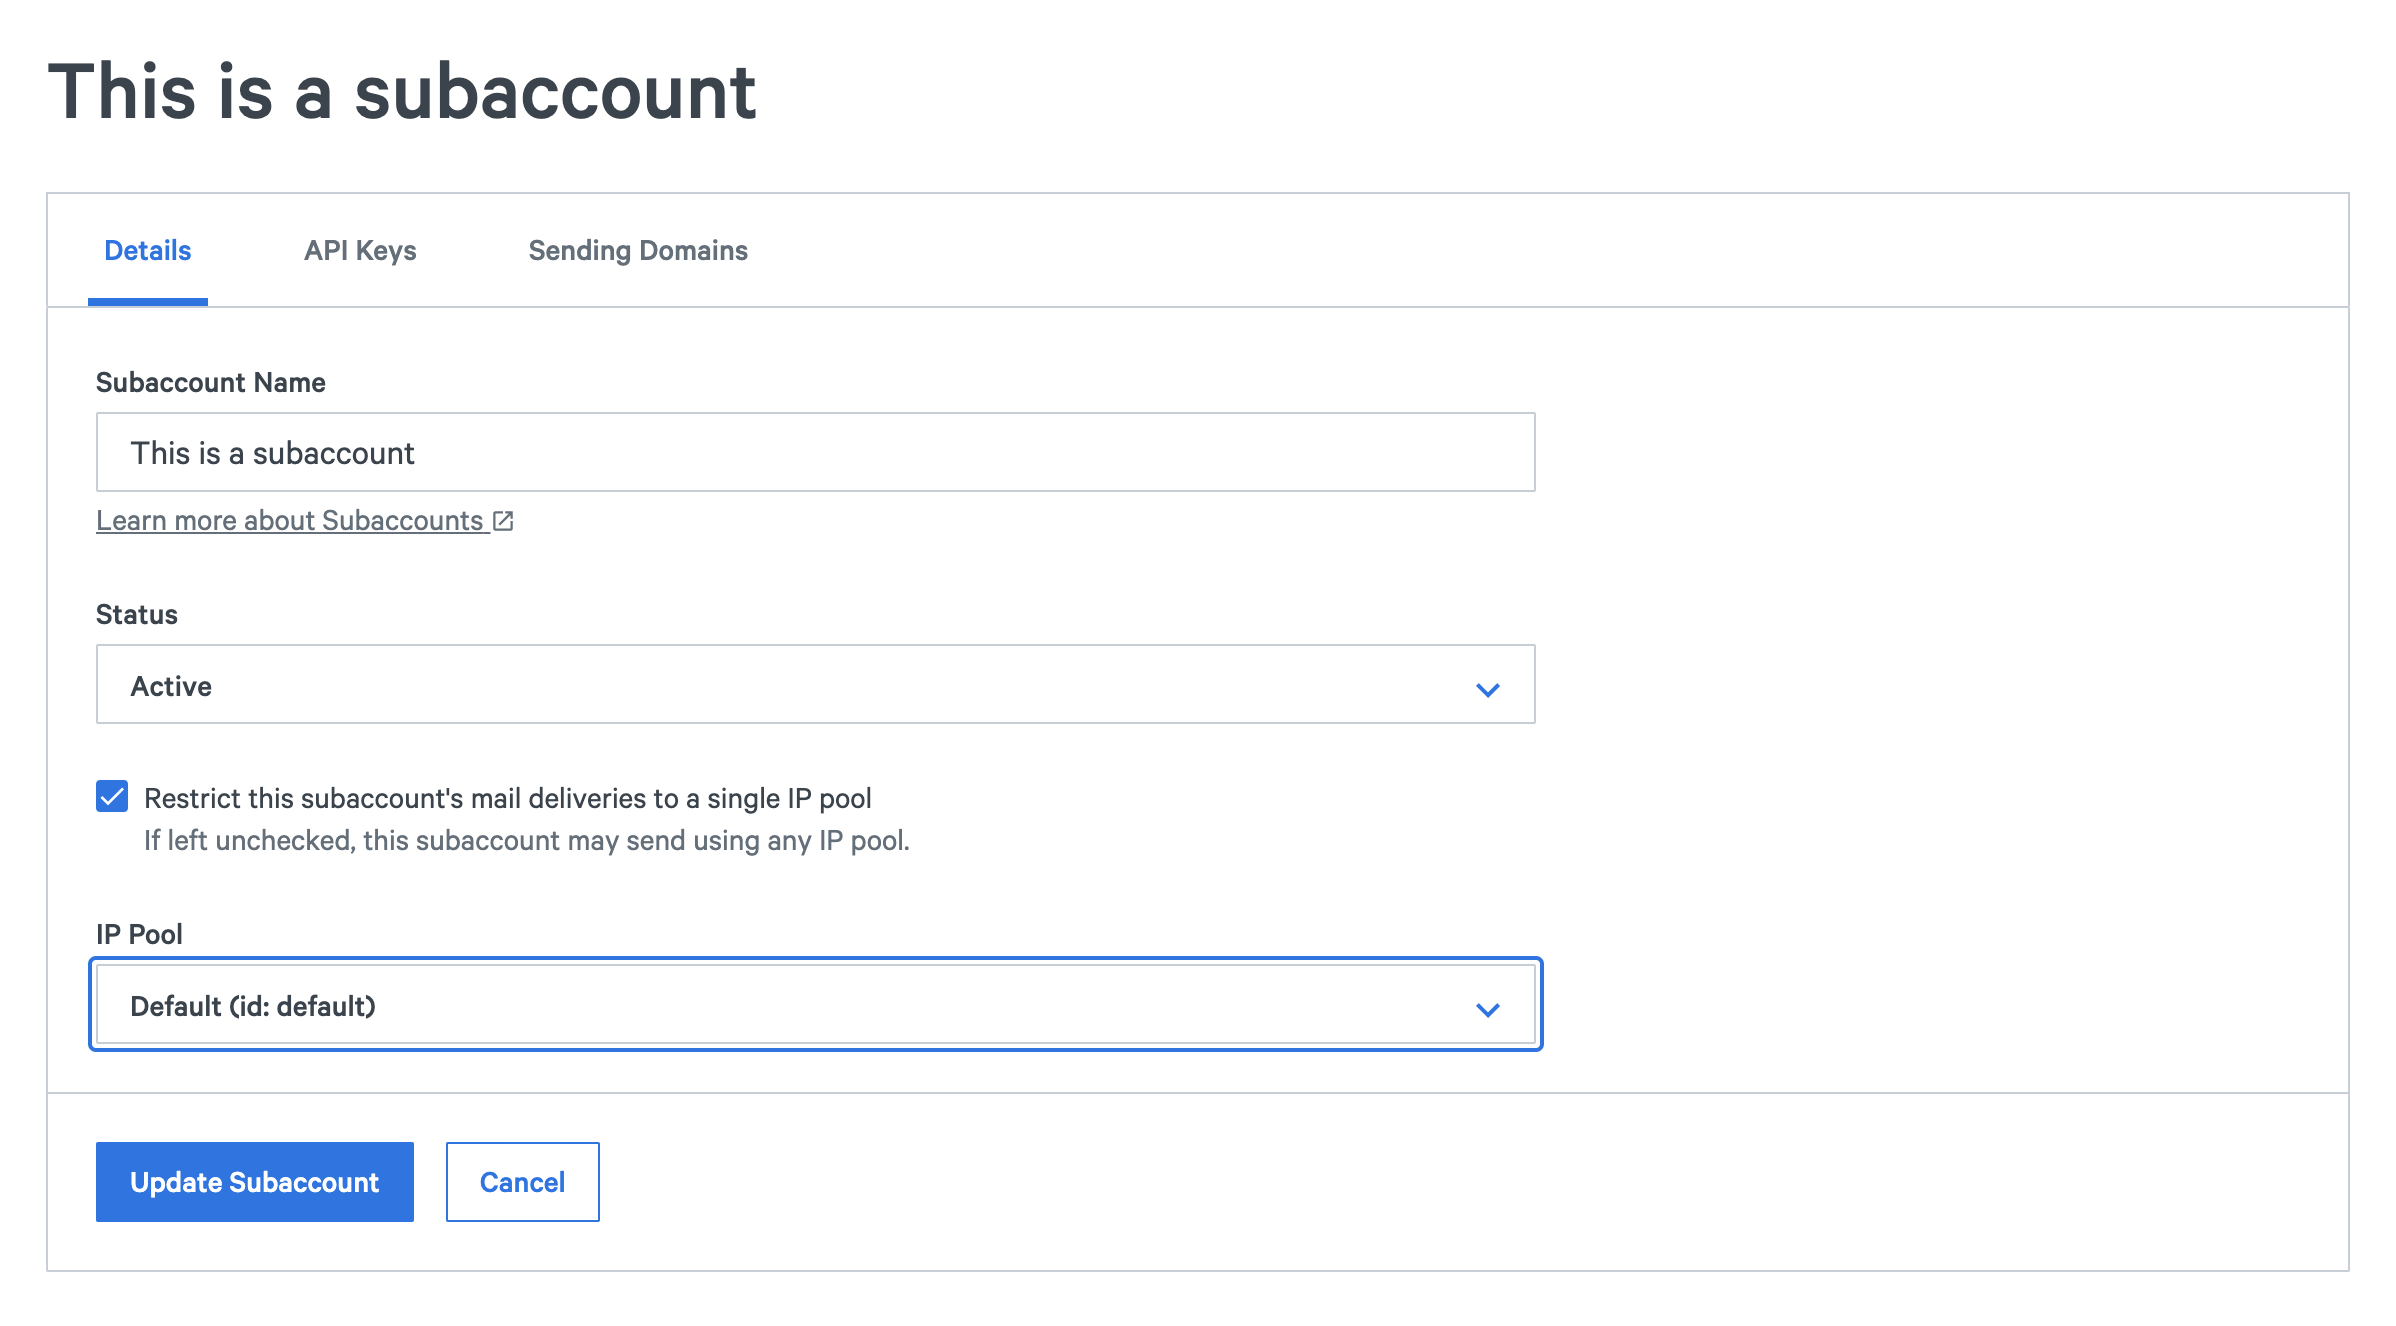 This is a subaccount
Details API Keys Sending Domains
Subaccount Name
This is a subaccount
Learn more about Subaccounts
Status
Active
Restrict this subaccount's mail deliveries to a single IP pool
If left unchecked, this subaccount may send using any IP pool.
IP Pool
Default (id: default)
Update Subaccount Cancel